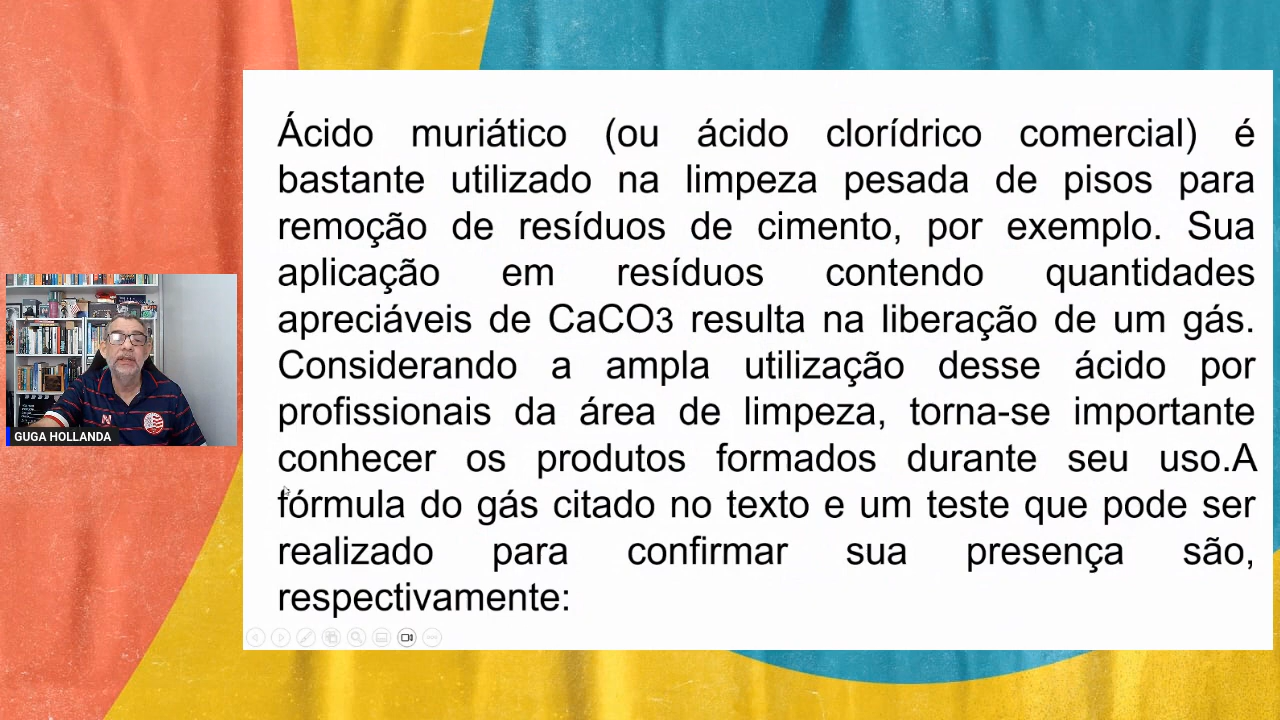 Ácido muriático (ou ácido clorídrico comercial) é
bastante utilizado na limpeza pesada de pisos para
remoção de resíduos de cimento, por exemplo. Sua
aplicação em resíduos contendo quantidades
apreciáveis de CaCO3 resulta na liberação de um gás.
Considerando a ampla utilização desse ácido por
profissionais da área de limpeza, torna-se importante
conhecer os produtos formados durante seu uso.A
fórmula do gás citado no texto e um teste que pode ser
realizado para confirmar sua presença são,
respectivamente:
GUGA HOLLANDA